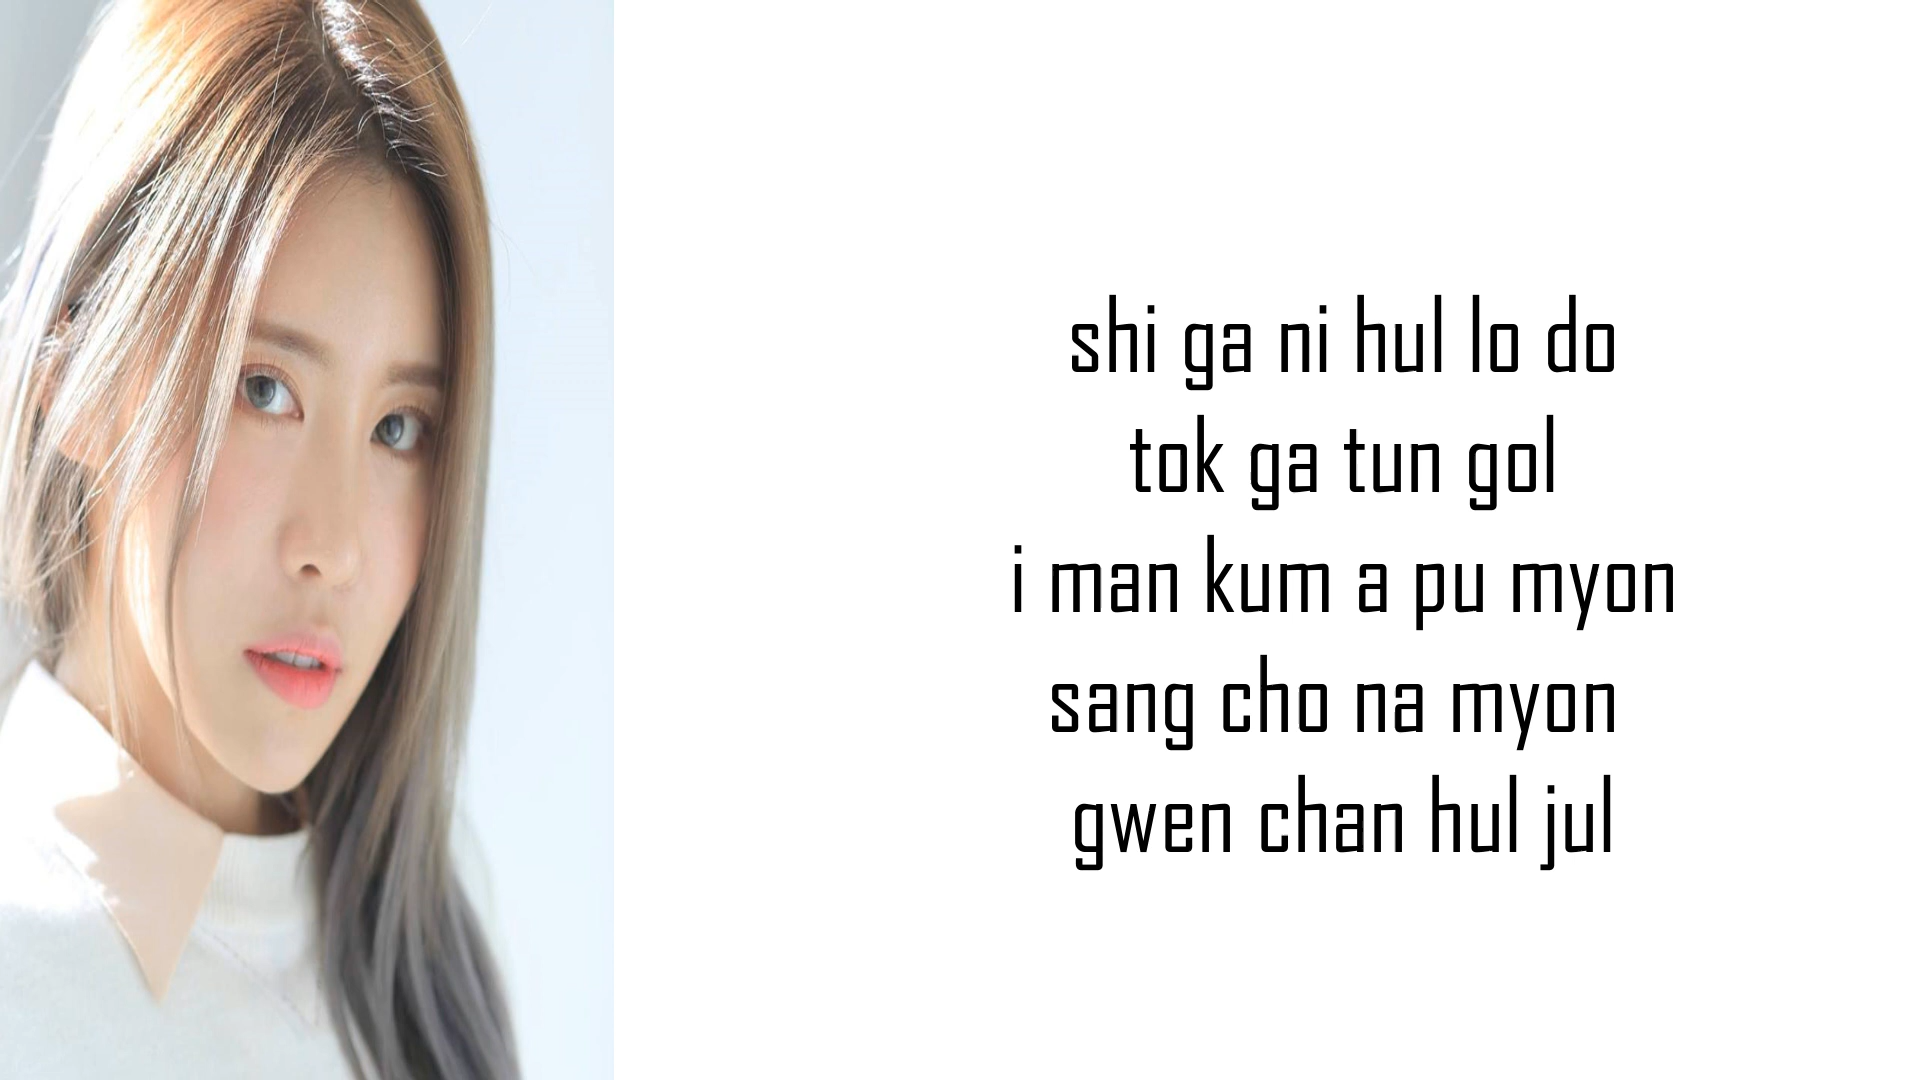 shi ga ni hul lo do
tok ga tun gol
i man kum a pu myon
sang cho na myon
gwen chan hul jul